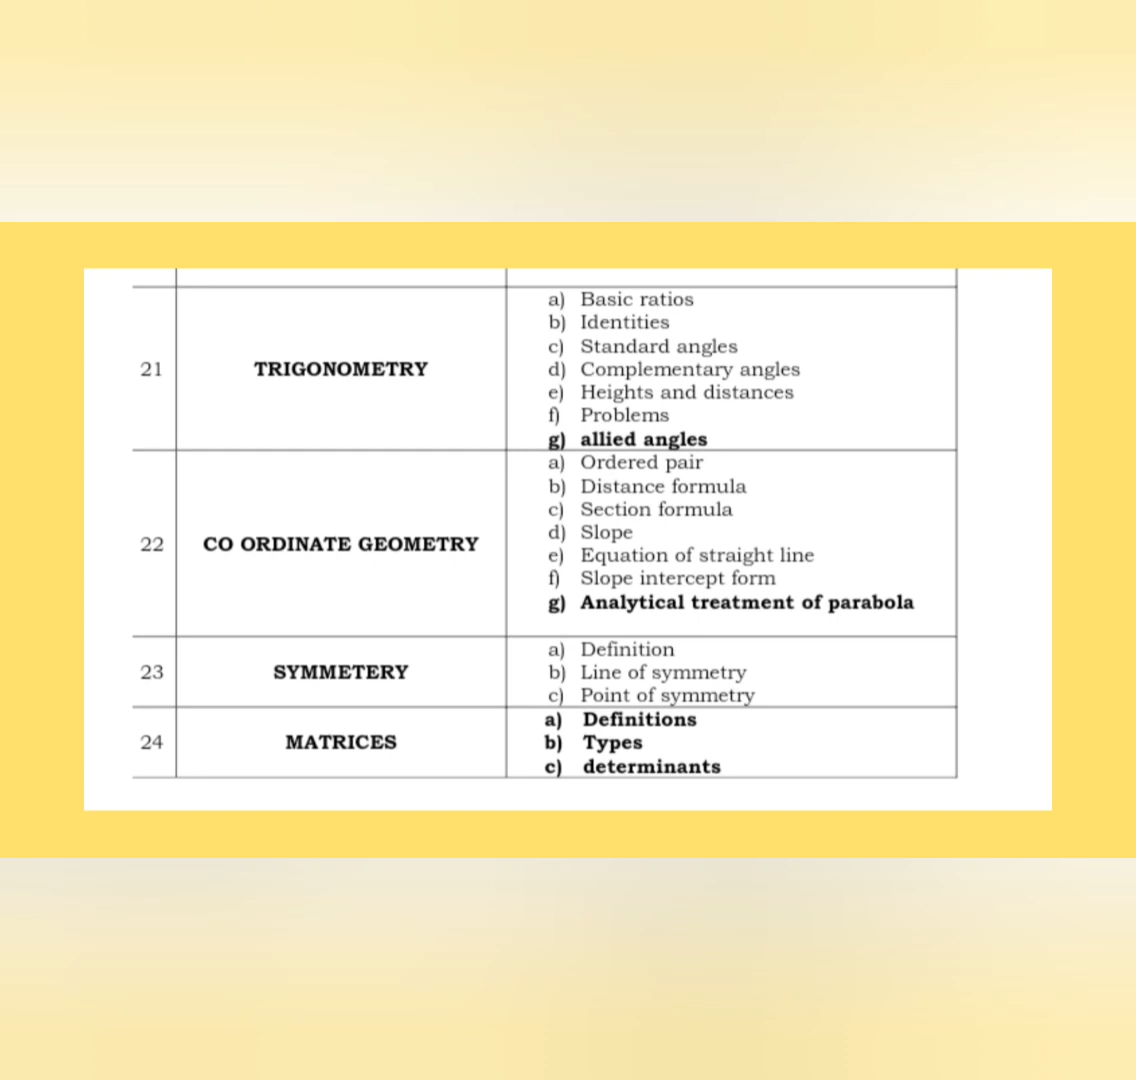 21
TRIGONOMETRY
a) Basic ratios
b) Identities
c) Standard angles
d) Complementary angles
e) Heights and distances
f) Problems
g) allied angles
22
CO ORDINATE GEOMETRY
a) Ordered pair
b) Distance formula
c) Section formula
d) Slope
e) Equation of straight line
f) Slope intercept form
g) Analytical treatment of parabola
23
SYMMETERY
a) Definition
b) Line of symmetry
c) Point of symmetry
24
MATRICES
a) Definitions
b) Types
c) determinants